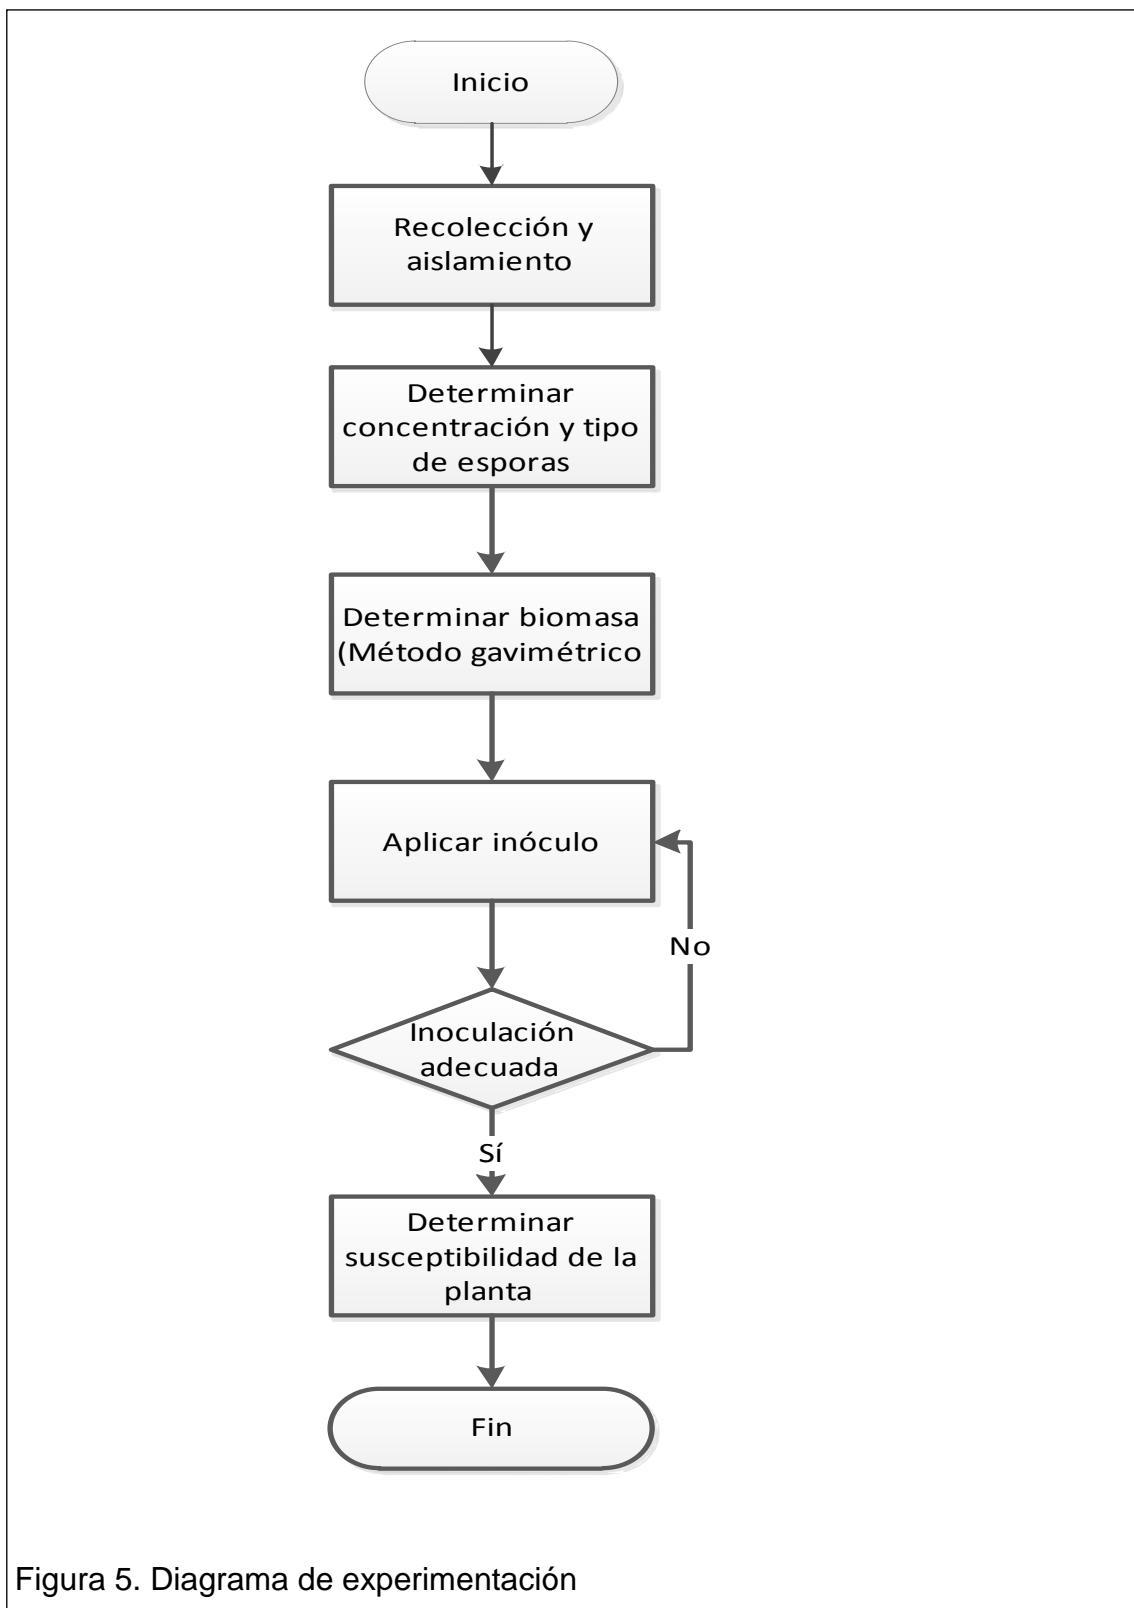 Inicio
Recolección y
aislamiento
Determinar
concentración y tipo
de esporas
Determinar biomasa
(Método gavimétrico
Aplicar inóculo
No
Inoculación
adecuada
Sí
Determinar
susceptibilidad de la
planta
Fin
Figura 5. Diagrama de experimentación